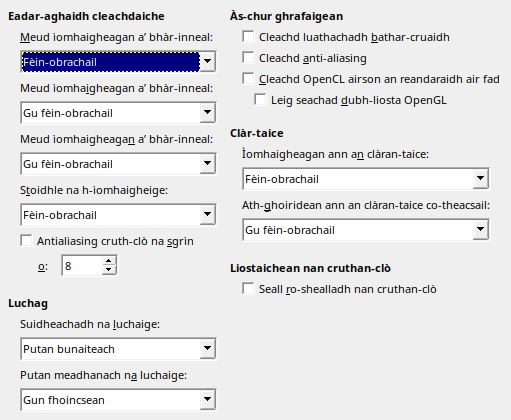 Eadar-aghaidh cleachdaiche
Meud ìomhaigheagan a’ bhàr-inneal:
Fèin-obrachail
Meud ìomhaigheagan a’ bhàr-inneal:
Gu fèin-obrachail
Meud ìomhaigheagan a’ bhàr-inneal:
Gu fèin-obrachail
Stoidhle na h-ìomhaigheige:
Fèin-obrachail
Antialiasing cruth-clò na sgrìn
o:
8
Luchag
Suidheachadh na luchaige:
Putan bunaiteach
Putan meadhanach na luchaige:
Gun fhoincsean
Às-chur ghrafaigean
Cleachd luathachadh bathar-cruaidh
Cleachd anti-aliasing
Cleachd OpenCL airson an reandaraidh air fad
Leig seachad dubh-liosta OpenGL
Clàr-taice
Ìomhaigheagan ann an clàran-taice:
Fèin-obrachail
Ath-ghoiridean ann an clàran-taice co-theacsail:
Gu fèin-obrachail
Liostaichean nan cruthan-clò
Seall ro-shealladh nan cruthan-clò